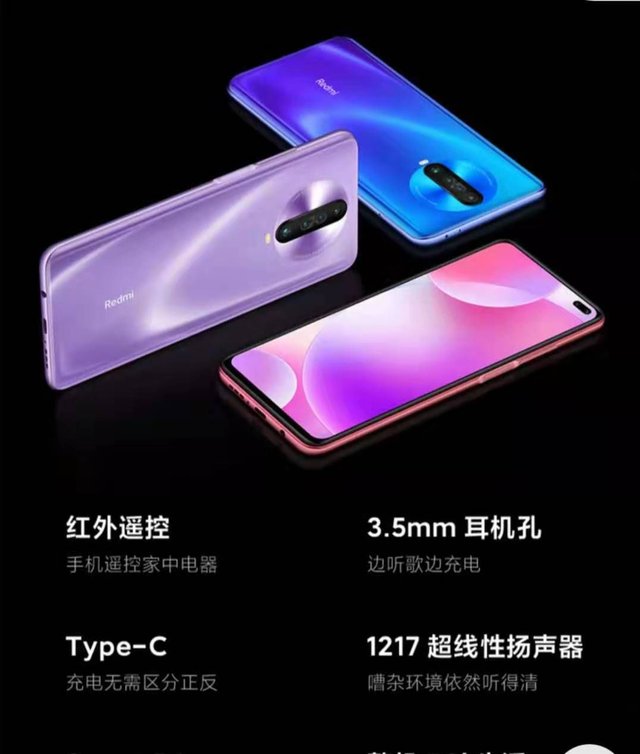 Redmi
Redmi
红外遥控
手机遥控家中电器
3.5mm 耳机孔
边听歌边充电
Type-C
充电无需区分正反
1217 超线性扬声器
嘈杂环境依然听得清